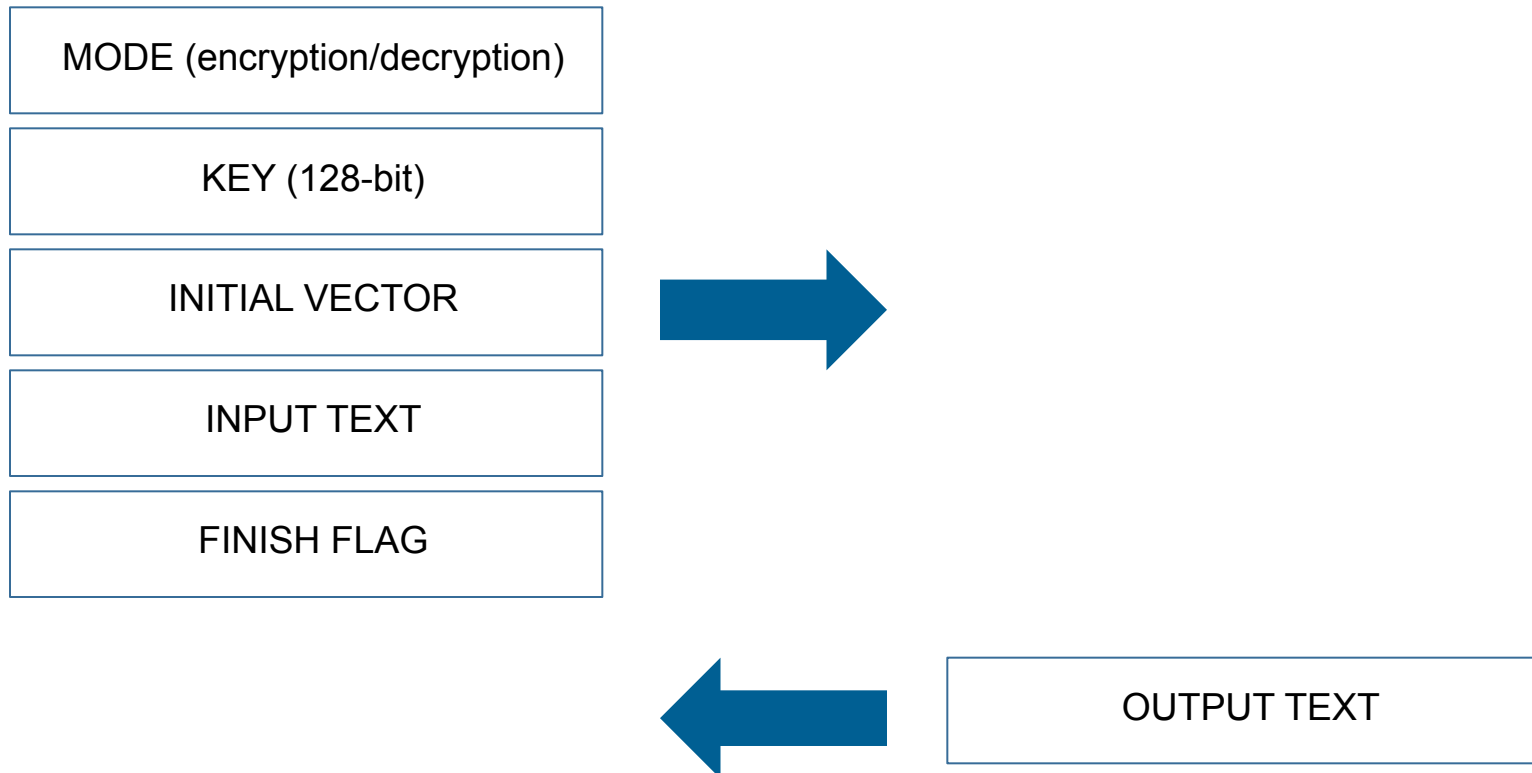 MODE (encryption/decryption)
KEY (128-bit)
INITIAL VECTOR
INPUT TEXT
FINISH FLAG
OUTPUT TEXT